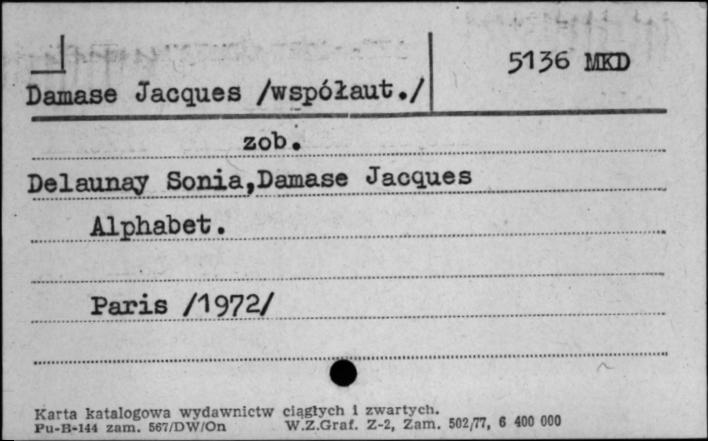 5136 MKD
Damase Jacques /współaut./
zob.
Delaunay Sonia,Damase Jacques
Alphabet.
Paris /1972/
Karta katalogowa wydawnictw ciągłych i zwartych.
Pu-B-144 zam. 567/DW/On W.Z.Graf. Z-2, Zam. 502/77, 6 400 000